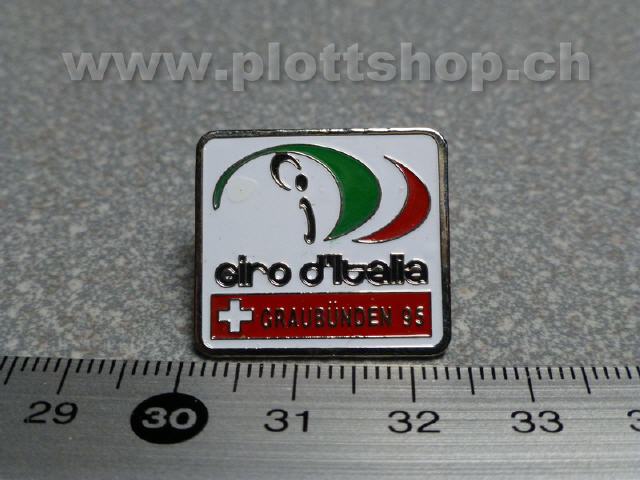 www.plottshop.ch
Giro d'Italia
GRAUBÜNDEN 95
29 30 31 32 33